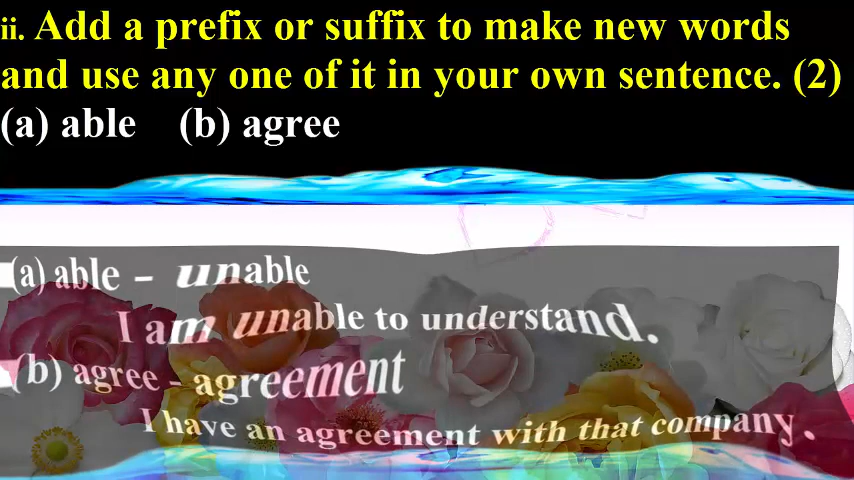 ii. Add a prefix or suffix to make new words
and use any one of it in your own sentence. (2)
(a) able (b) agree
(a) able - unable
I am unable to understand.
(b) agree - agreement
I have an agreement with that company.